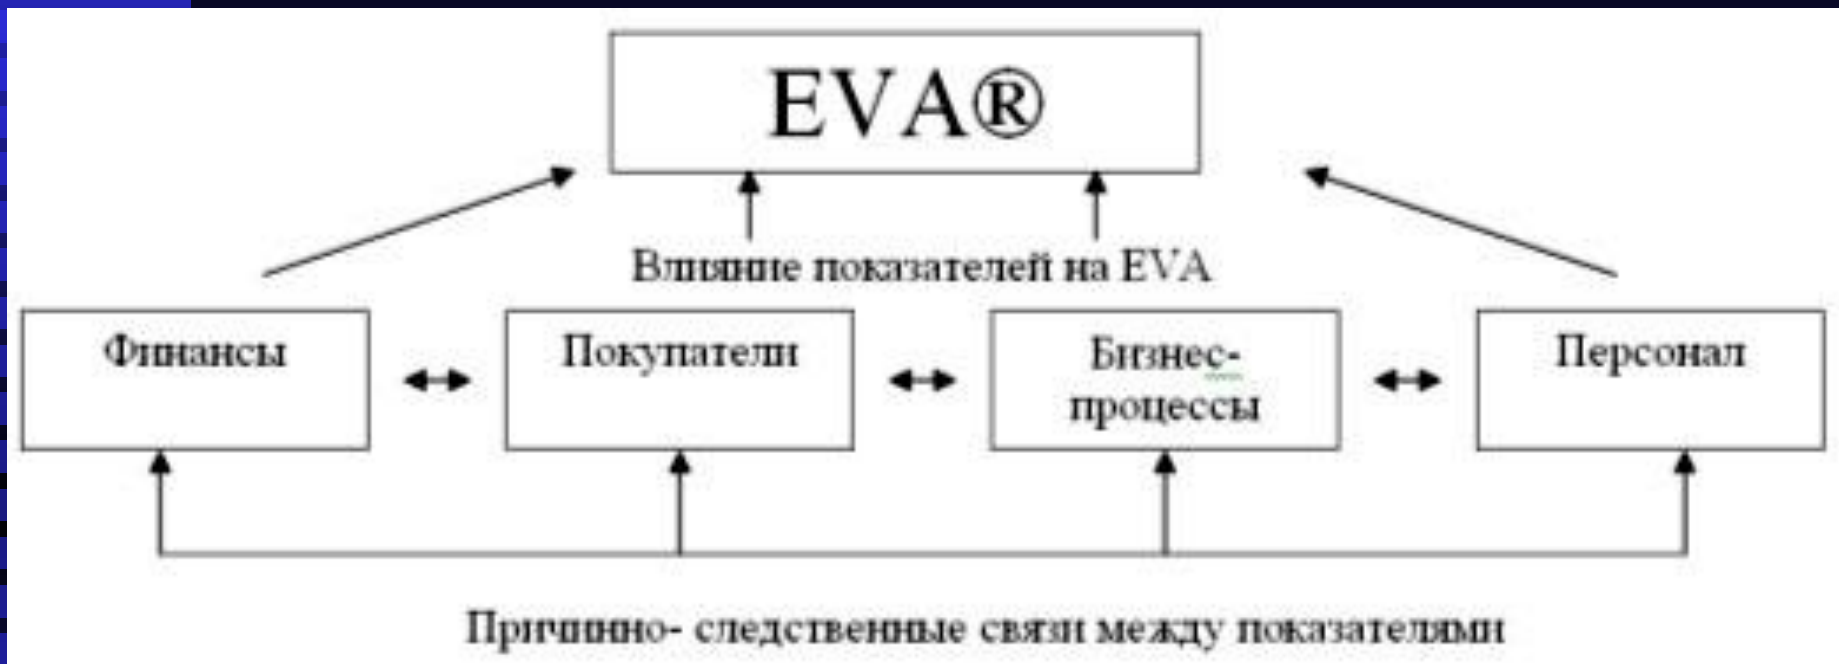 EVA®
Влияние показателей на EVA
Финансы
Покупатели
Бизнес-
процессы
Персонал
Причинно- следственные связи между показателями